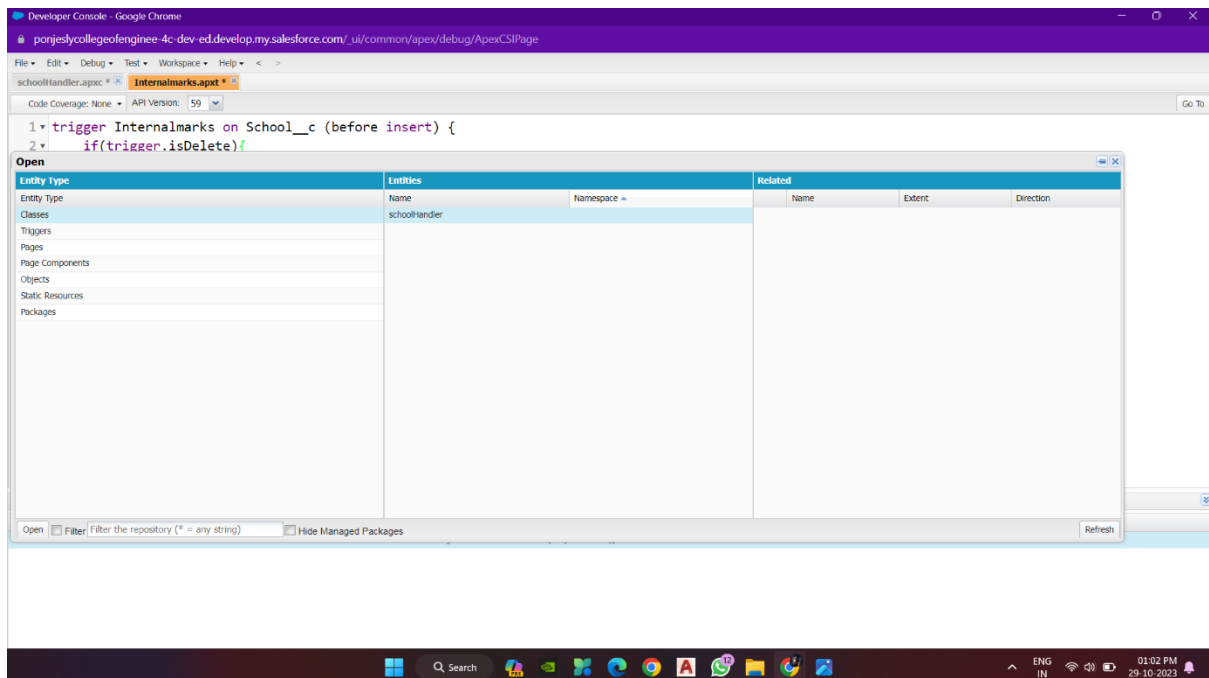 Developer Console - Google Chrome
ponjeslycollegeofenginee-4c-dev-ed.develop.my.salesforce.com/_ui/common/apex/debug/ApexCSIPage
File Edit Debug Test Workspace Help < >
schoolHandler.apxc * Internalmarks.apxt *
Code Coverage: None API Version: 59 Go To
1 trigger Internalmarks on School__c (before insert) {
2 if(trigger.isDelete){
Open
Entity Type Entities Related
Entity Type Name Namespace Name Extent Direction
Classes schoolHandler
Triggers
Pages
Page Components
Objects
Static Resources
Packages
Open Filter Filter the repository (* = any string) Hide Managed Packages Refresh
Search PRE A 12 ENG 01:02 PM
IN 29-10-2023